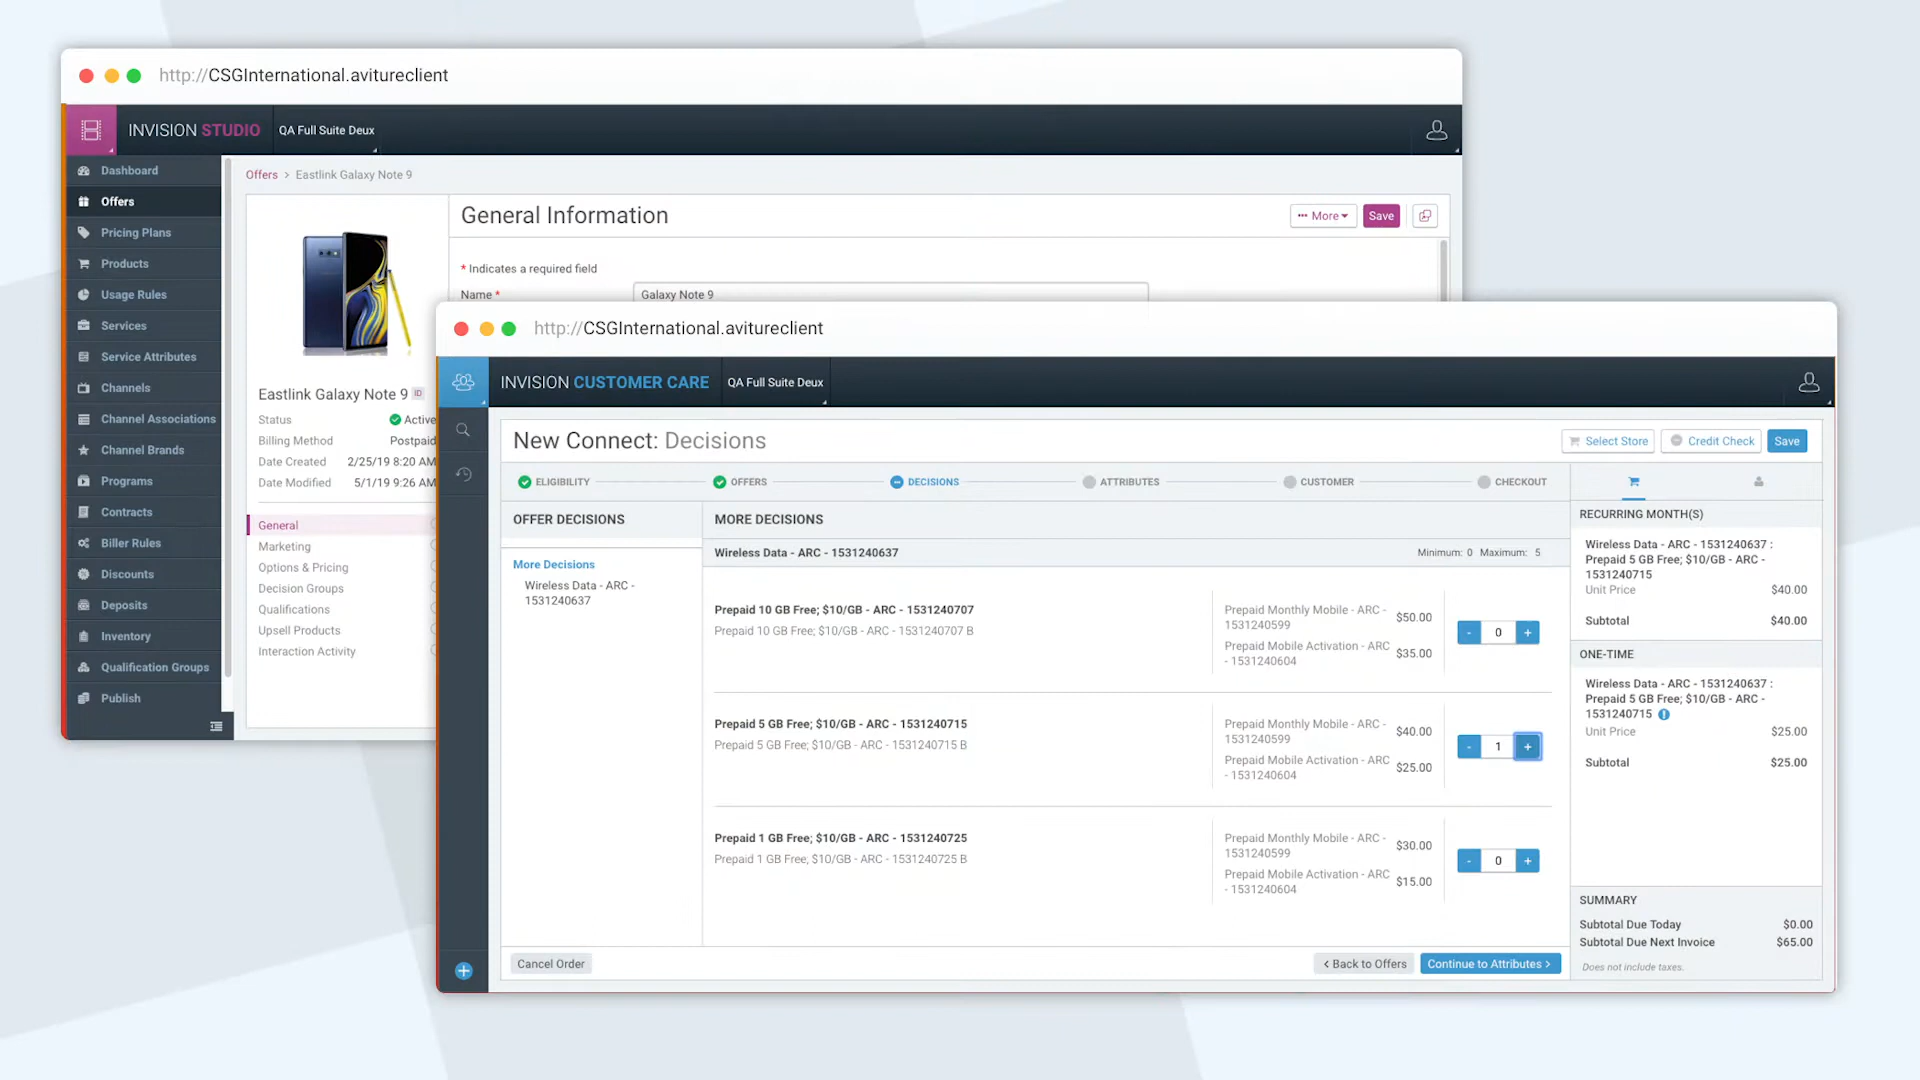 http://CSGInternational.avitureclient
INVISION STUDIO
QA Full Suite Deux
Dashboard
Offers
Pricing Plans
Products
Usage Rules
Services
Service Attributes
Channels
Channel Associations
Channel Brands
Programs
Contracts
Biller Rules
Discounts
Deposits
Inventory
Qualification Groups
Publish
Offers > Eastlink Galaxy Note 9
Eastlink Galaxy Note 9 ID
Status Active
Billing Method Postpaid
Date Created 2/25/19 8:20 AM
Date Modified 5/1/19 9:26 AM
General
Marketing
Options & Pricing
Decision Groups
Qualifications
Upsell Products
Interaction Activity
General Information
More
Save
* Indicates a required field
Name * Galaxy Note 9
http://CSGInternational.avitureclient
INVISION CUSTOMER CARE
QA Full Suite Deux
New Connect: Decisions
Select Store
Credit Check
Save
ELIGIBILITY
OFFERS
DECISIONS
ATTRIBUTES
CUSTOMER
CHECKOUT
OFFER DECISIONS
More Decisions
Wireless Data - ARC -
1531240637
MORE DECISIONS
Wireless Data - ARC - 1531240637
Minimum: 0 Maximum: 5
Prepaid 10 GB Free; $10/GB - ARC - 1531240707
Prepaid 10 GB Free; $10/GB - ARC - 1531240707 B
Prepaid Monthly Mobile - ARC -
1531240599
$50.00
Prepaid Mobile Activation - ARC
- 1531240604
$35.00
- 0 +
Prepaid 5 GB Free; $10/GB - ARC - 1531240715
Prepaid 5 GB Free; $10/GB - ARC - 1531240715 B
Prepaid Monthly Mobile - ARC -
1531240599
$40.00
Prepaid Mobile Activation - ARC
- 1531240604
$25.00
- 1 +
Prepaid 1 GB Free; $10/GB - ARC - 1531240725
Prepaid 1 GB Free; $10/GB - ARC - 1531240725 B
Prepaid Monthly Mobile - ARC -
1531240599
$30.00
Prepaid Mobile Activation - ARC
- 1531240604
$15.00
- 0 +
Cancel Order
< Back to Offers
Continue to Attributes >
RECURRING MONTH(S)
Wireless Data - ARC - 1531240637 :
Prepaid 5 GB Free; $10/GB - ARC -
1531240715
Unit Price $40.00
Subtotal $40.00
ONE-TIME
Wireless Data - ARC - 1531240637 :
Prepaid 5 GB Free; $10/GB - ARC -
1531240715
Unit Price $25.00
Subtotal $25.00
SUMMARY
Subtotal Due Today $0.00
Subtotal Due Next Invoice $65.00
Does not include taxes.